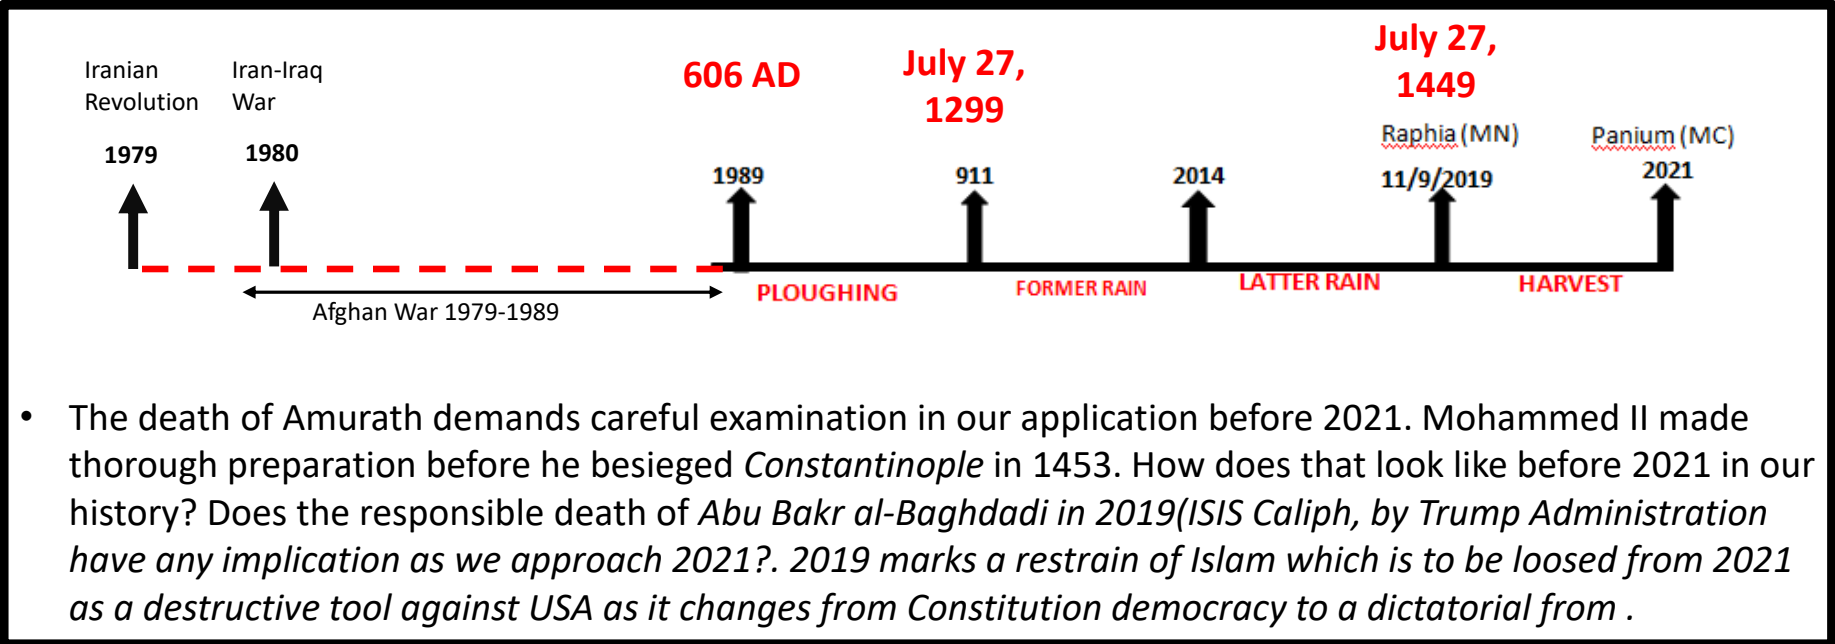 Iranian Revolution
Iran-Iraq War
606 AD
July 27, 1299
July 27, 1449
Raphia (MN)
Panium (MC)
1979
1980
1989
911
2014
11/9/2019
2021
PLOUGHING
FORMER RAIN
LATTER RAIN
HARVEST
Afghan War 1979-1989
• The death of Amurath demands careful examination in our application before 2021. Mohammed II made
thorough preparation before he besieged Constantinople in 1453. How does that look like before 2021 in our
history? Does the responsible death of Abu Bakr al-Baghdadi in 2019(ISIS Caliph, by Trump Administration
have any implication as we approach 2021?. 2019 marks a restrain of Islam which is to be loosed from 2021
as a destructive tool against USA as it changes from Constitution democracy to a dictatorial from .